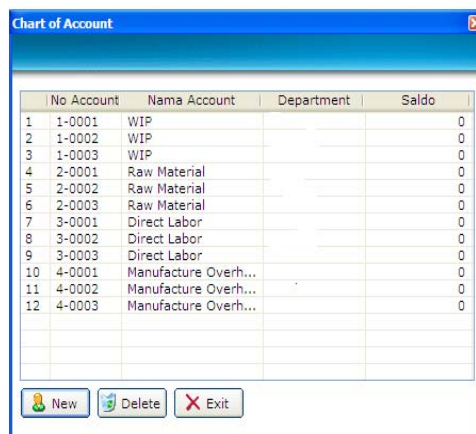 Chart of Account
No Account Nama Account Department Saldo
1 1-0001 WIP 0
2 1-0002 WIP 0
3 1-0003 WIP 0
4 2-0001 Raw Material 0
5 2-0002 Raw Material 0
6 2-0003 Raw Material 0
7 3-0001 Direct Labor 0
8 3-0002 Direct Labor 0
9 3-0003 Direct Labor 0
10 4-0001 Manufacture Overh... 0
11 4-0002 Manufacture Overh... 0
12 4-0003 Manufacture Overh... 0
New Delete Exit